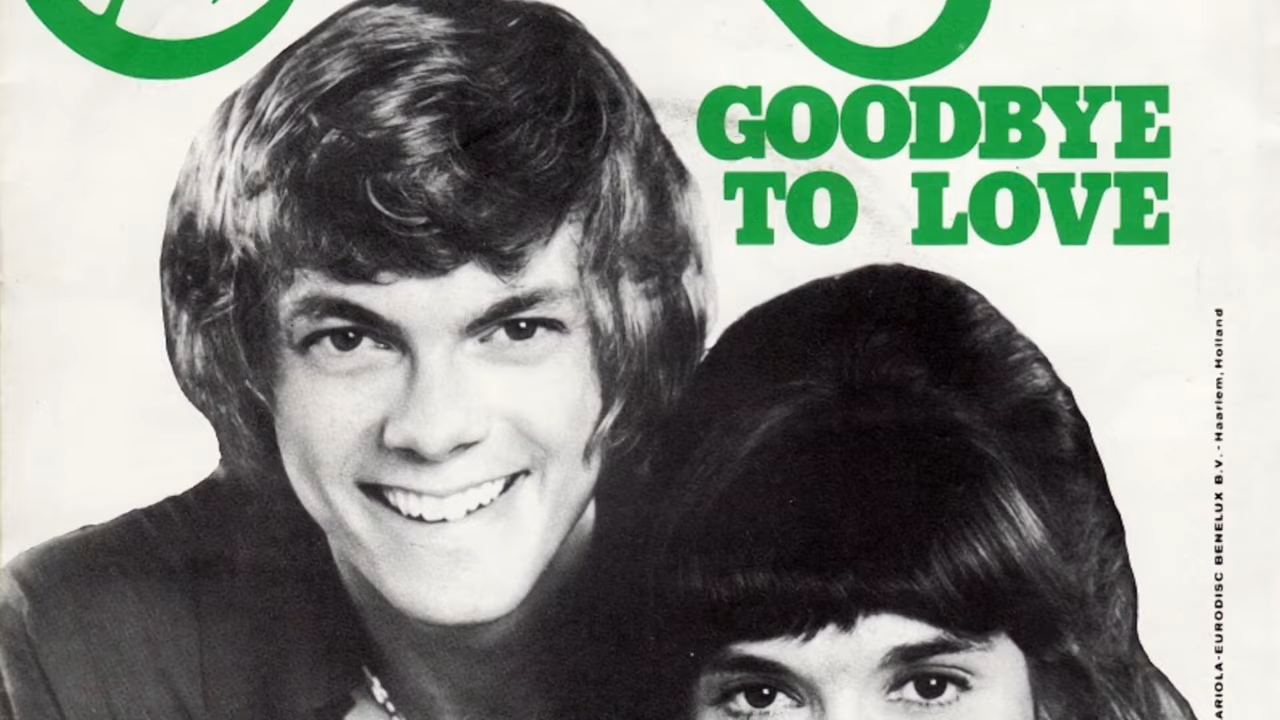 GOODBYE
TO LOVE
ARIOLA-EURODISC BENELUX B.V. - Haarlem, Holland